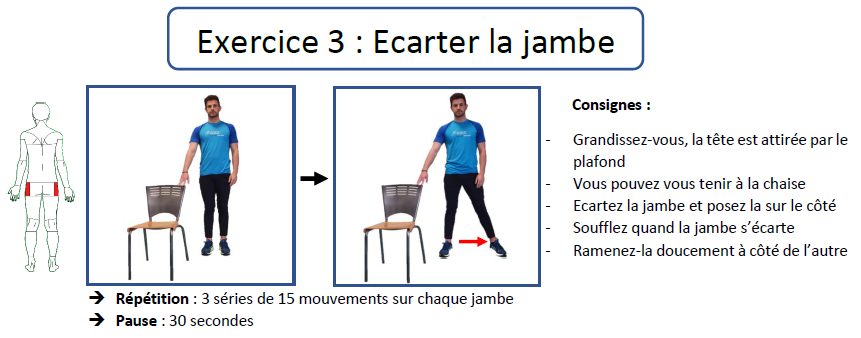 Exercice 3 : Ecarter la jambe
Consignes :
- Grandissez-vous, la tête est attirée par le
plafond
- Vous pouvez vous tenir à la chaise
- Ecartez la jambe et posez la sur le côté
- Soufflez quand la jambe s’écarte
- Ramenez-la doucement à côté de l’autre
➔ Répétition : 3 séries de 15 mouvements sur chaque jambe
➔ Pause : 30 secondes